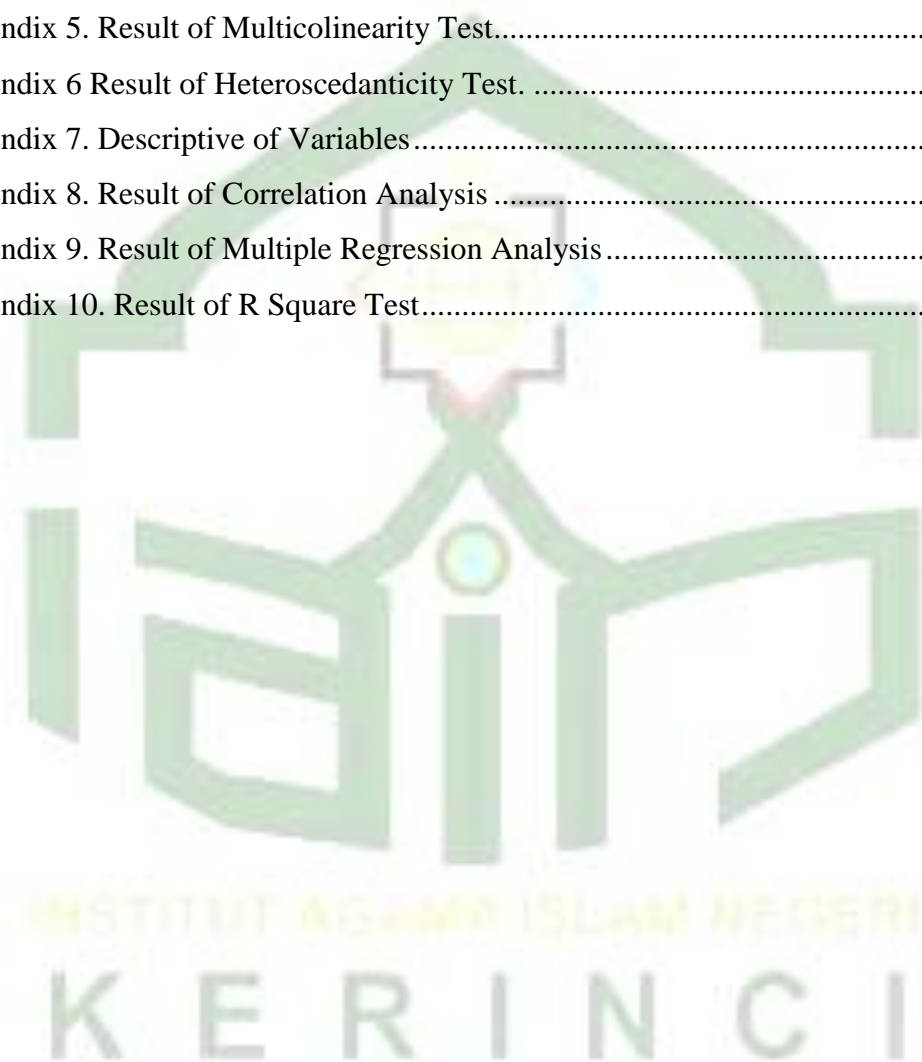 ndix 5. Result of Multicolinearity Test..................................................
ndix 6 Result of Heteroscedanticity Test. ..............................................
ndix 7. Descriptive of Variables.............................................................
ndix 8. Result of Correlation Analysis ...................................................
ndix 9. Result of Multiple Regression Analysis.....................................
ndix 10. Result of R Square Test............................................................
INSTITUT AGAMA ISLAM NEGERI
KERINCI